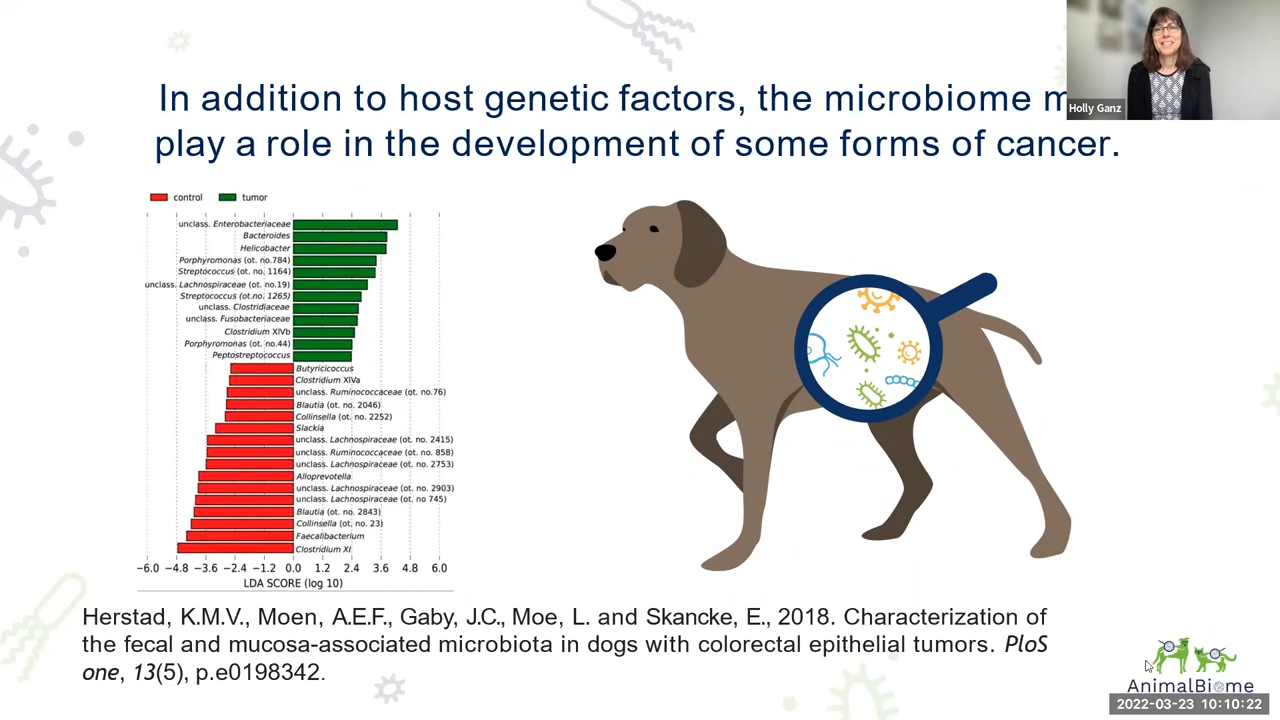 In addition to host genetic factors, the microbiome m
play a role in the development of some forms of cancer.
Holly Ganz
control
tumor
unclass. Enterobacteriaceae
Bacteroides
Helicobacter
Porphyromonas (ot. no.784)
Streptococcus (ot. no. 1164)
unclass. Lachnospiraceae (ot. no.19)
Streptococcus (ot.no. 1265)
unclass. Clostridiaceae
unclass. Fusobacteriaceae
Clostridium XIVb
Porphyromonas (ot. no.44)
Peptostreptococcus
Butyricicoccus
Clostridium XIVa
unclass. Ruminococcaceae (ot. no.76)
Blautia (ot. no. 2046)
Collinsella (ot. no. 2252)
Slackia
unclass. Lachnospiraceae (ot. no. 2415)
unclass. Ruminococcaceae (ot. no. 858)
unclass. Lachnospiraceae (ot. no. 2753)
Alloprevotella
unclass. Lachnospiraceae (ot. no. 2903)
unclass. Lachnospiraceae (ot. no 745)
Blautia (ot. no. 2843)
Collinsella (ot. no. 23)
Faecalibacterium
Clostridium XI
−6.0 −4.8 −3.6 −2.4 −1.2 0.0 1.2 2.4 3.6 4.8 6.0
LDA SCORE (log 10)
Herstad, K.M.V., Moen, A.E.F., Gaby, J.C., Moe, L. and Skancke, E., 2018. Characterization of
the fecal and mucosa-associated microbiota in dogs with colorectal epithelial tumors. PloS
one, 13(5), p.e0198342.
AnimalBiome
2022-03-23 10:10:22